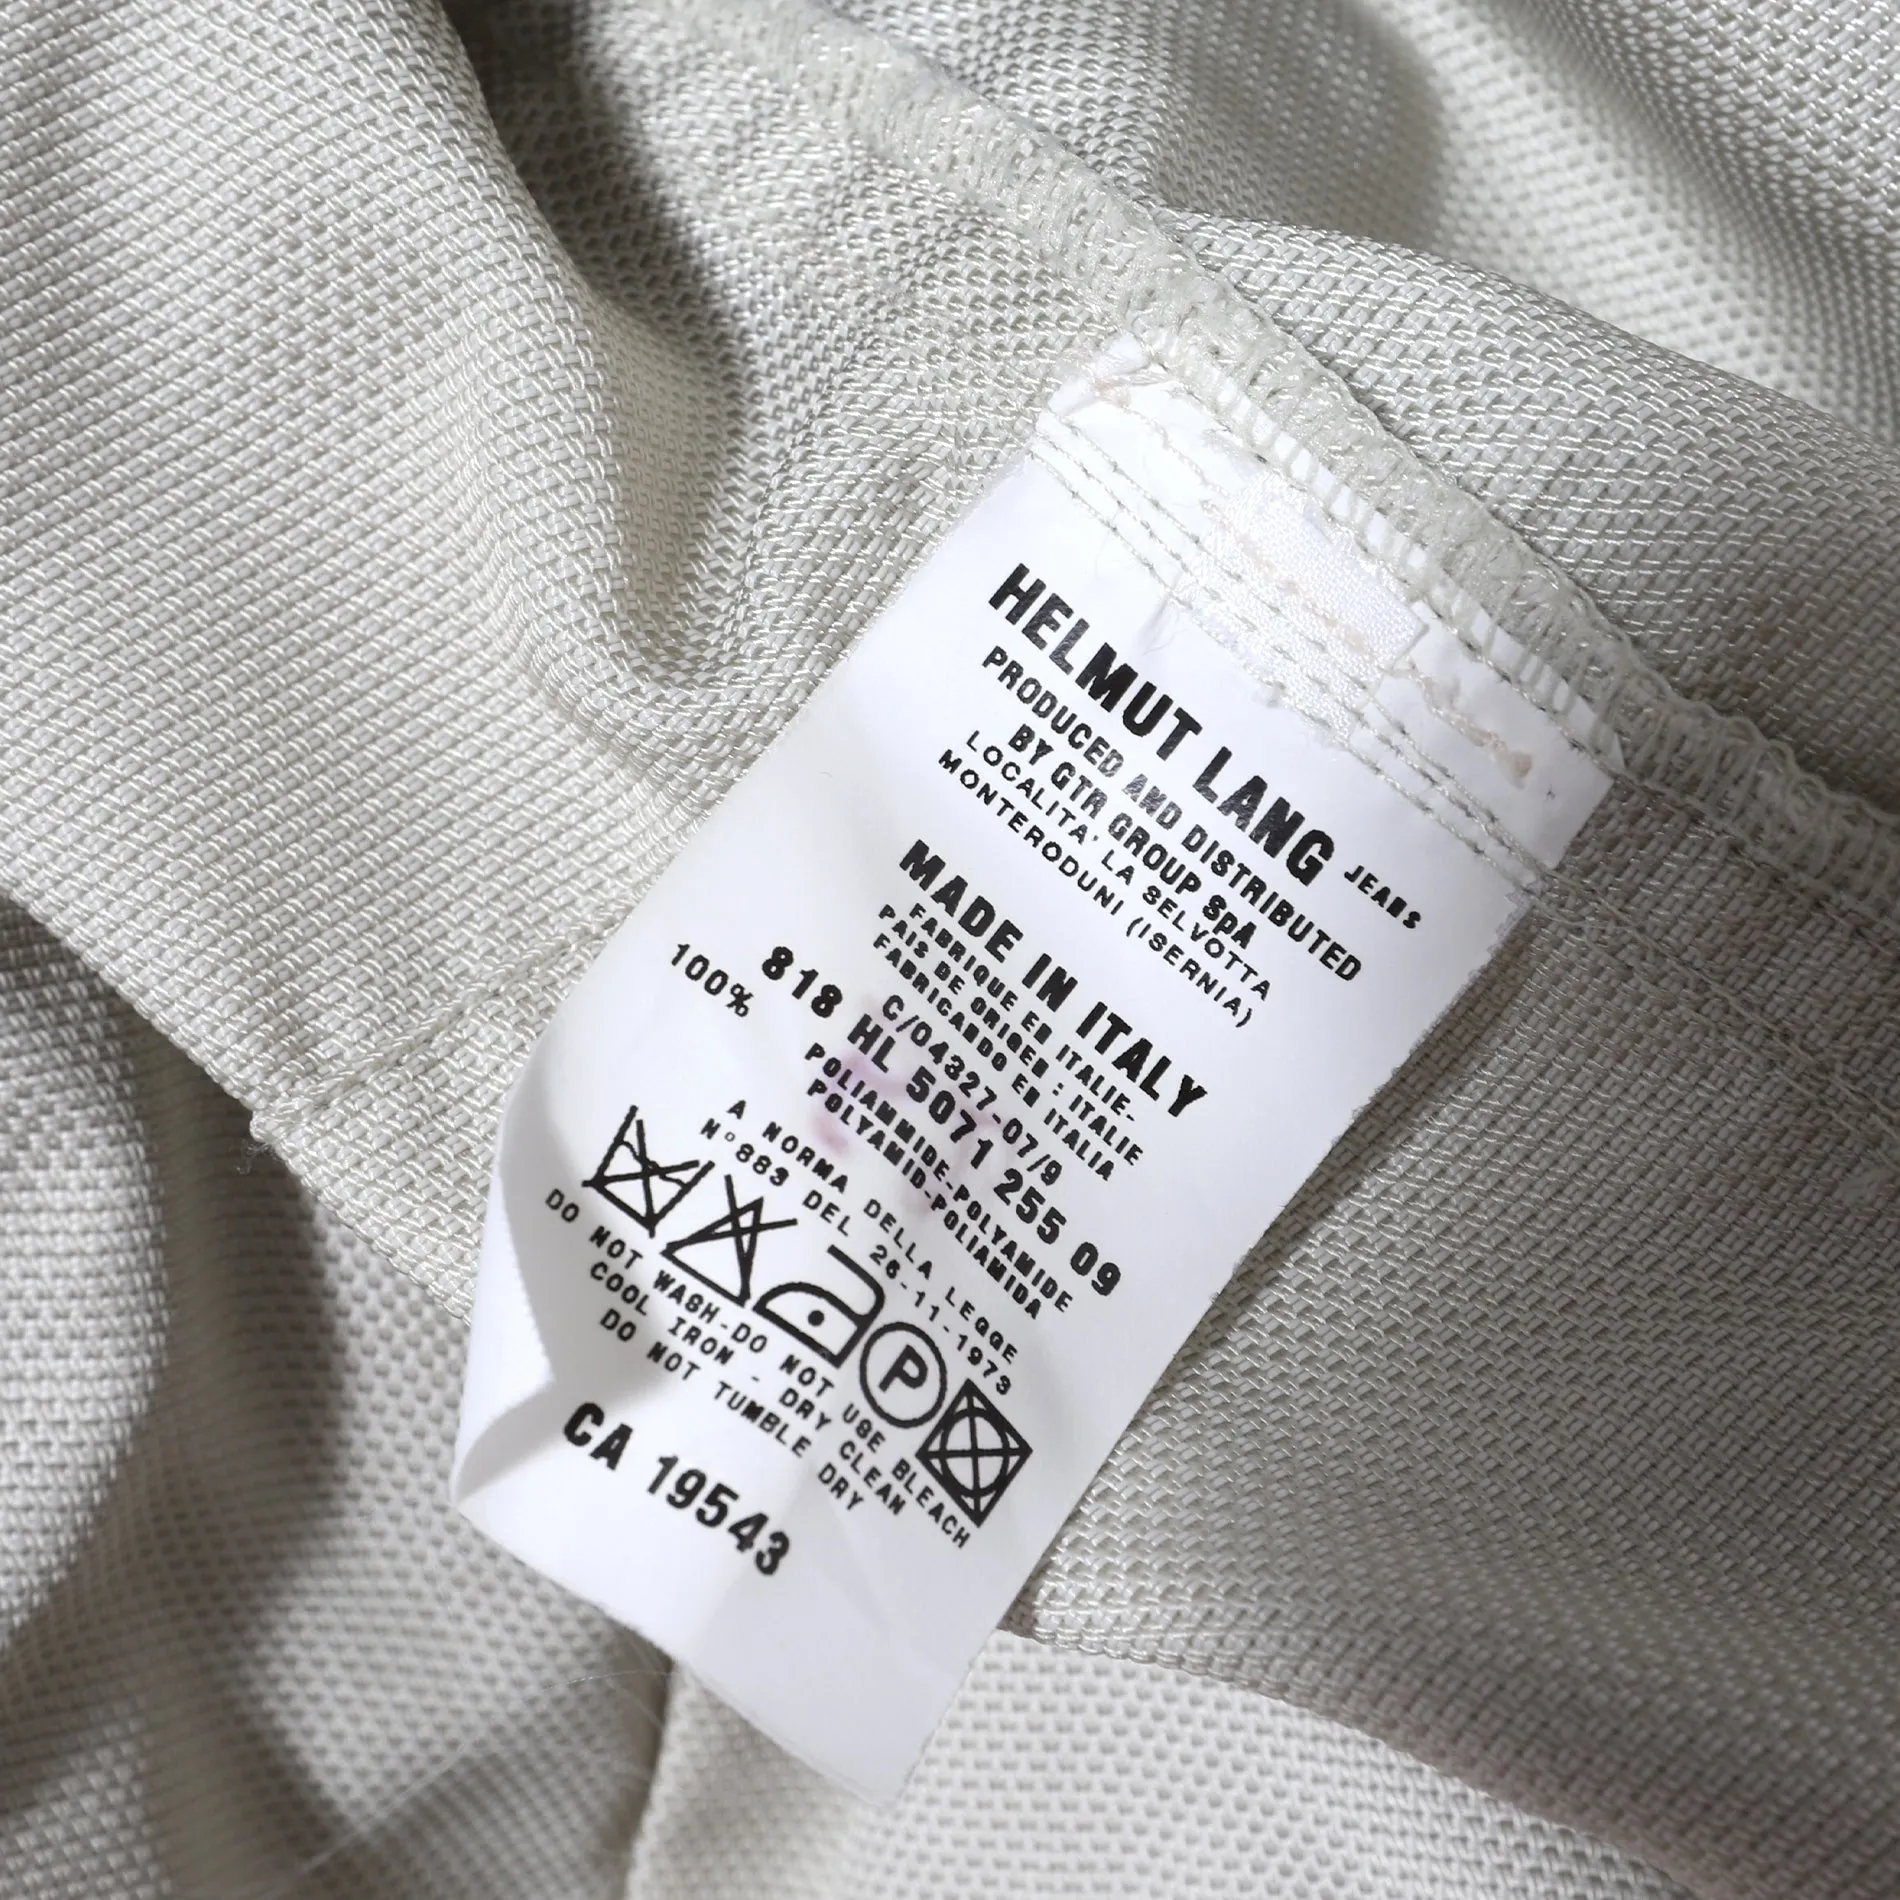 HELMUT LANG JEANS
PRODUCED AND DISTRIBUTED
BY GTR GROUP SpA
LOCALITA' LA SELVOTTA
MONTERODUNI (ISERNIA)
MADE IN ITALY
FABRIQUE EN ITALIE-
PAIS DE ORIGEN : ITALIE
FABRICANDO EN ITALIA
C/04327-07/9
818 HL 5071 255 09
100% POLIAMMIDE-POLYAMIDE
POLYAMID-POLIAMIDA
A NORMA DELLA LEGGE
N°883 DEL 26-11-1973
P
DO NOT WASH-DO NOT USE BLEACH
COOL IRON - DRY CLEAN
DO NOT TUMBLE DRY
CA 19543